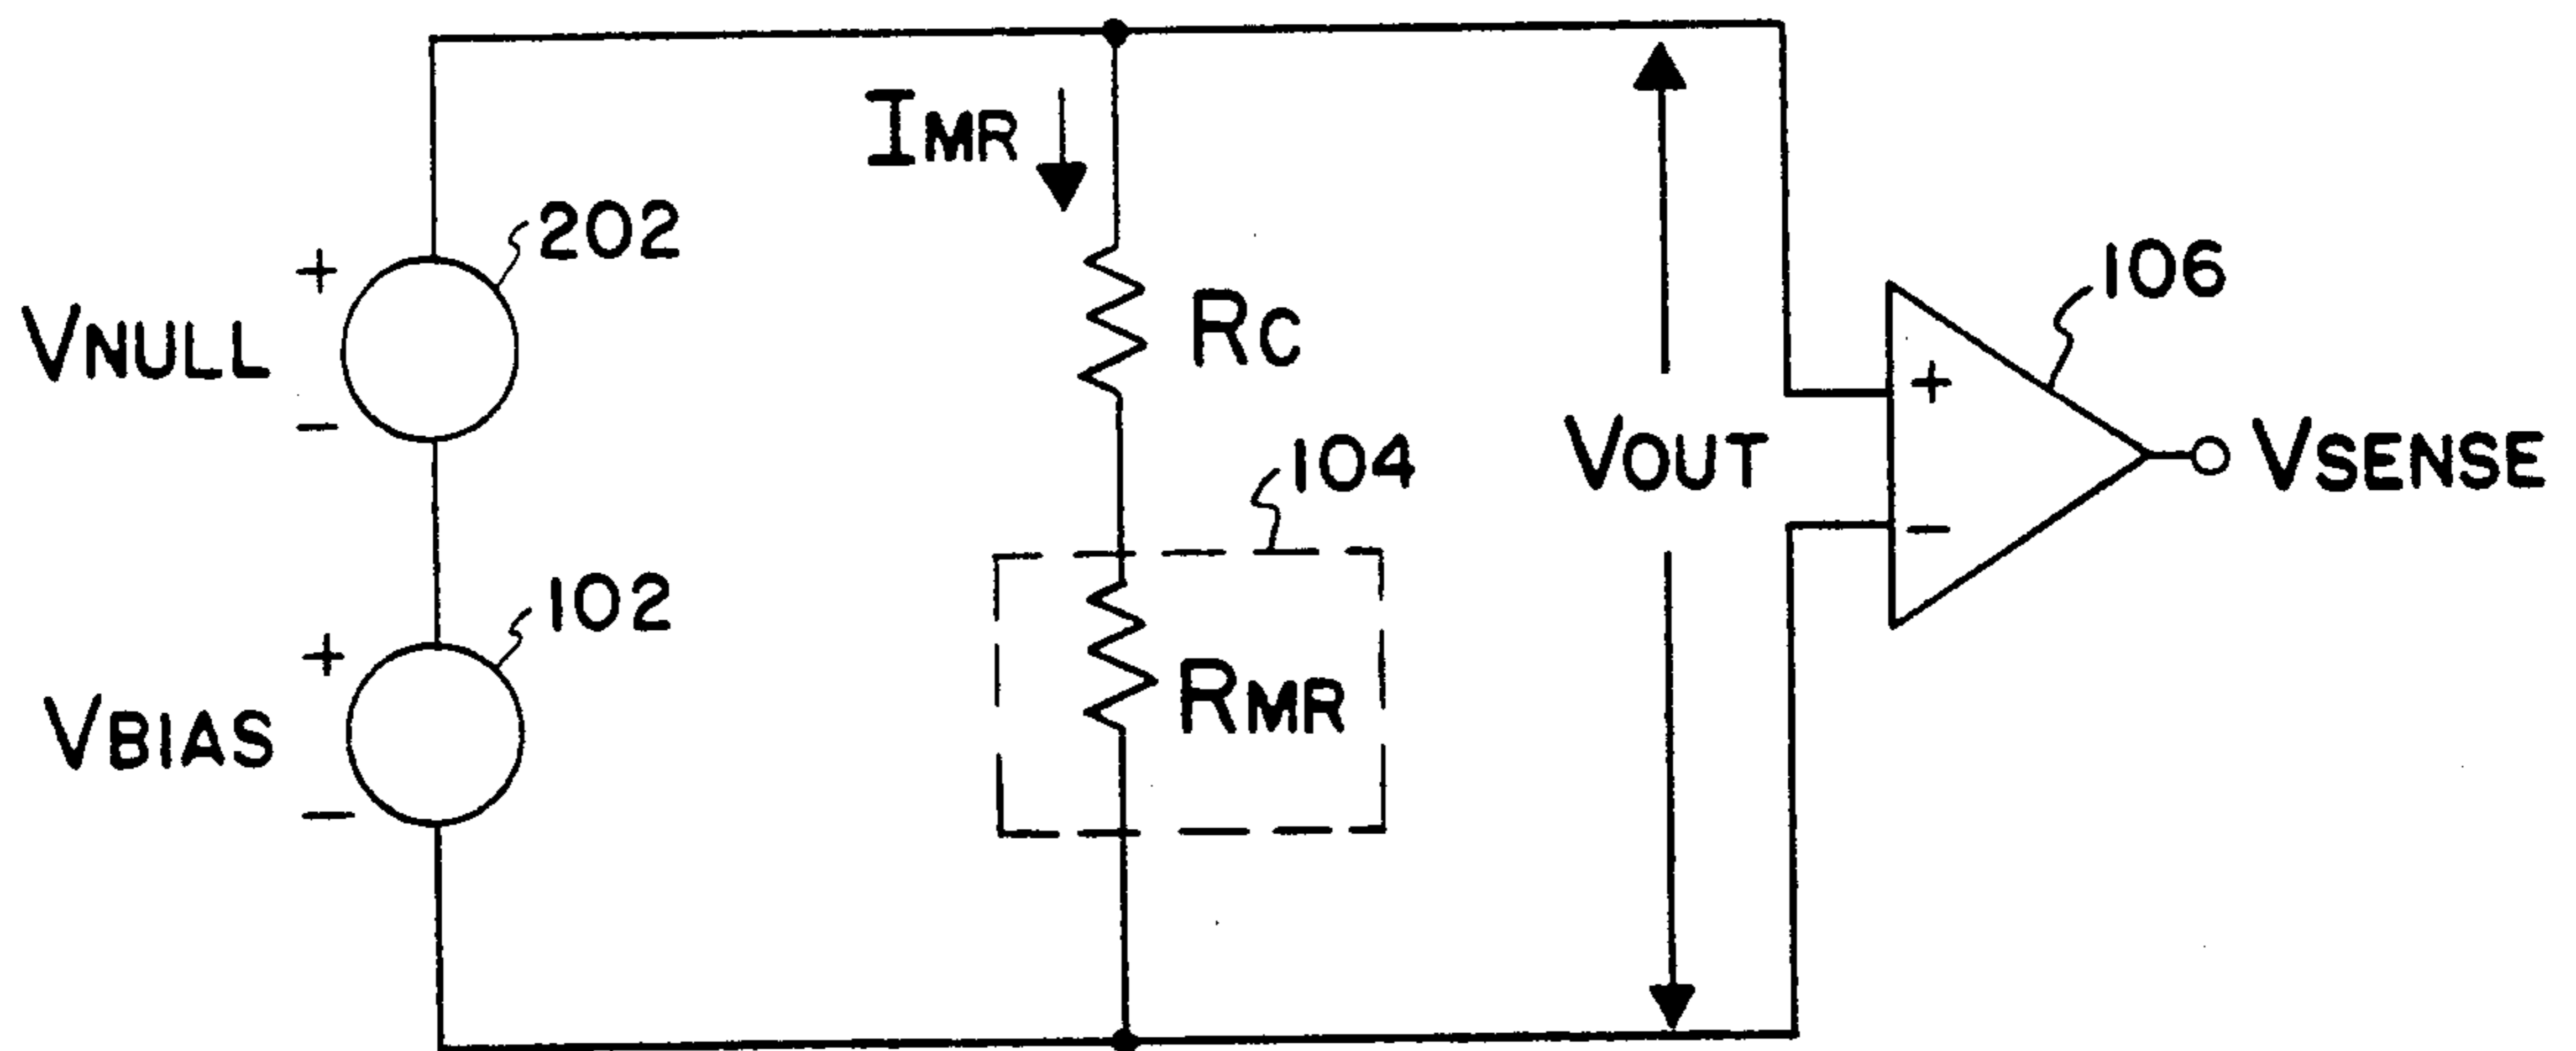 IMR
+
202
VNULL
−
RC
106
+
VOUT
104
VSENSE
−
102
+
RMR
VBIAS
−